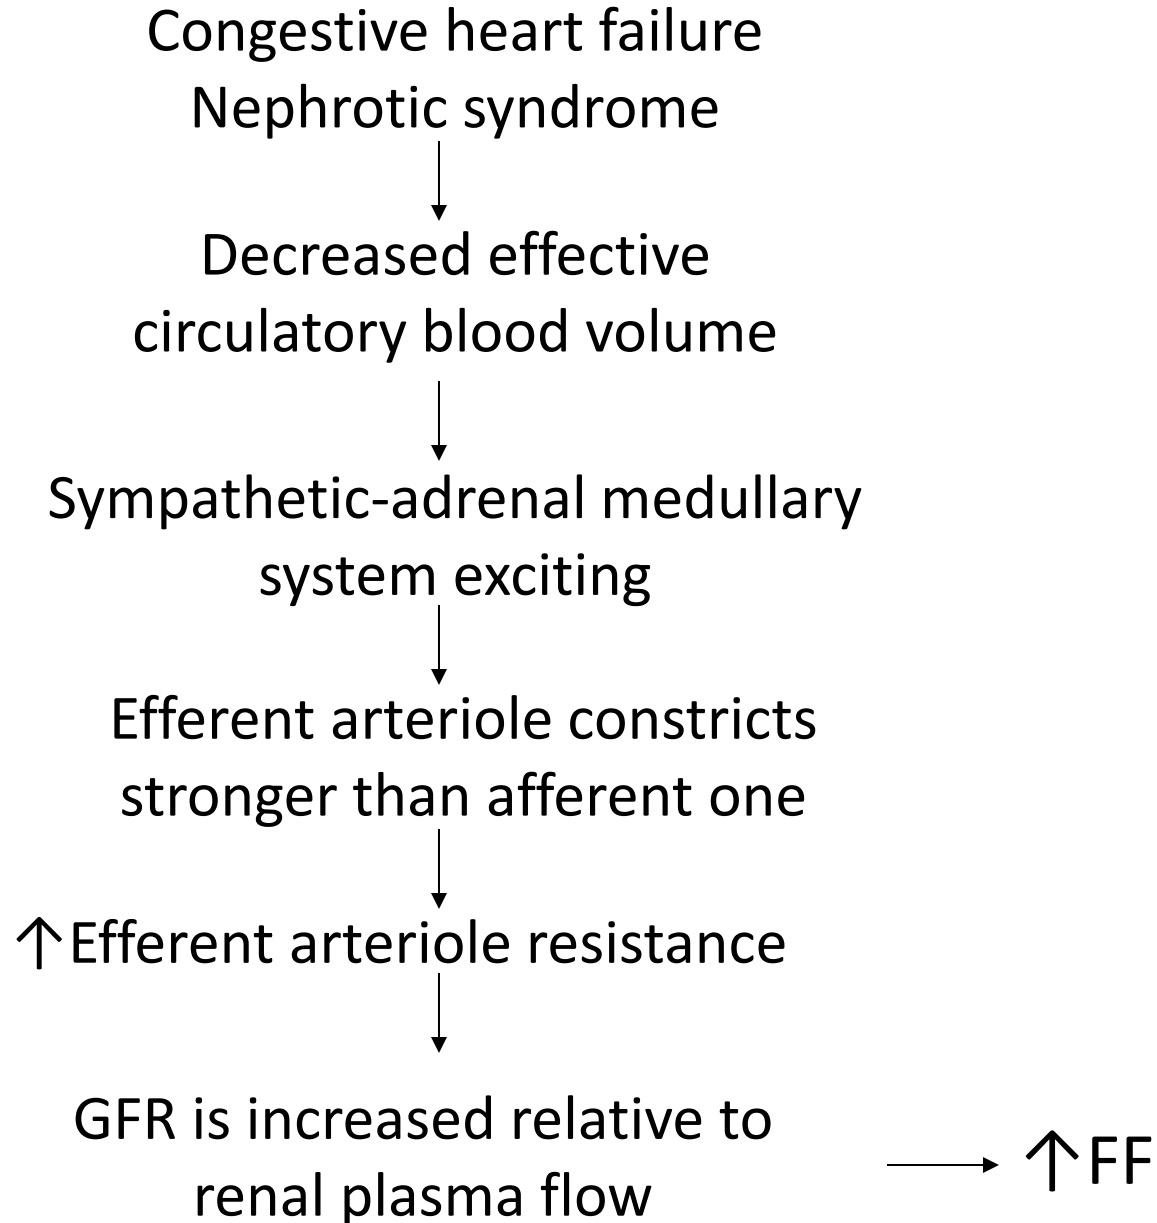 Congestive heart failure
Nephrotic syndrome
Decreased effective
circulatory blood volume
Sympathetic-adrenal medullary
system exciting
Efferent arteriole constricts
stronger than afferent one
↑Efferent arteriole resistance
GFR is increased relative to
renal plasma flow
↑FF